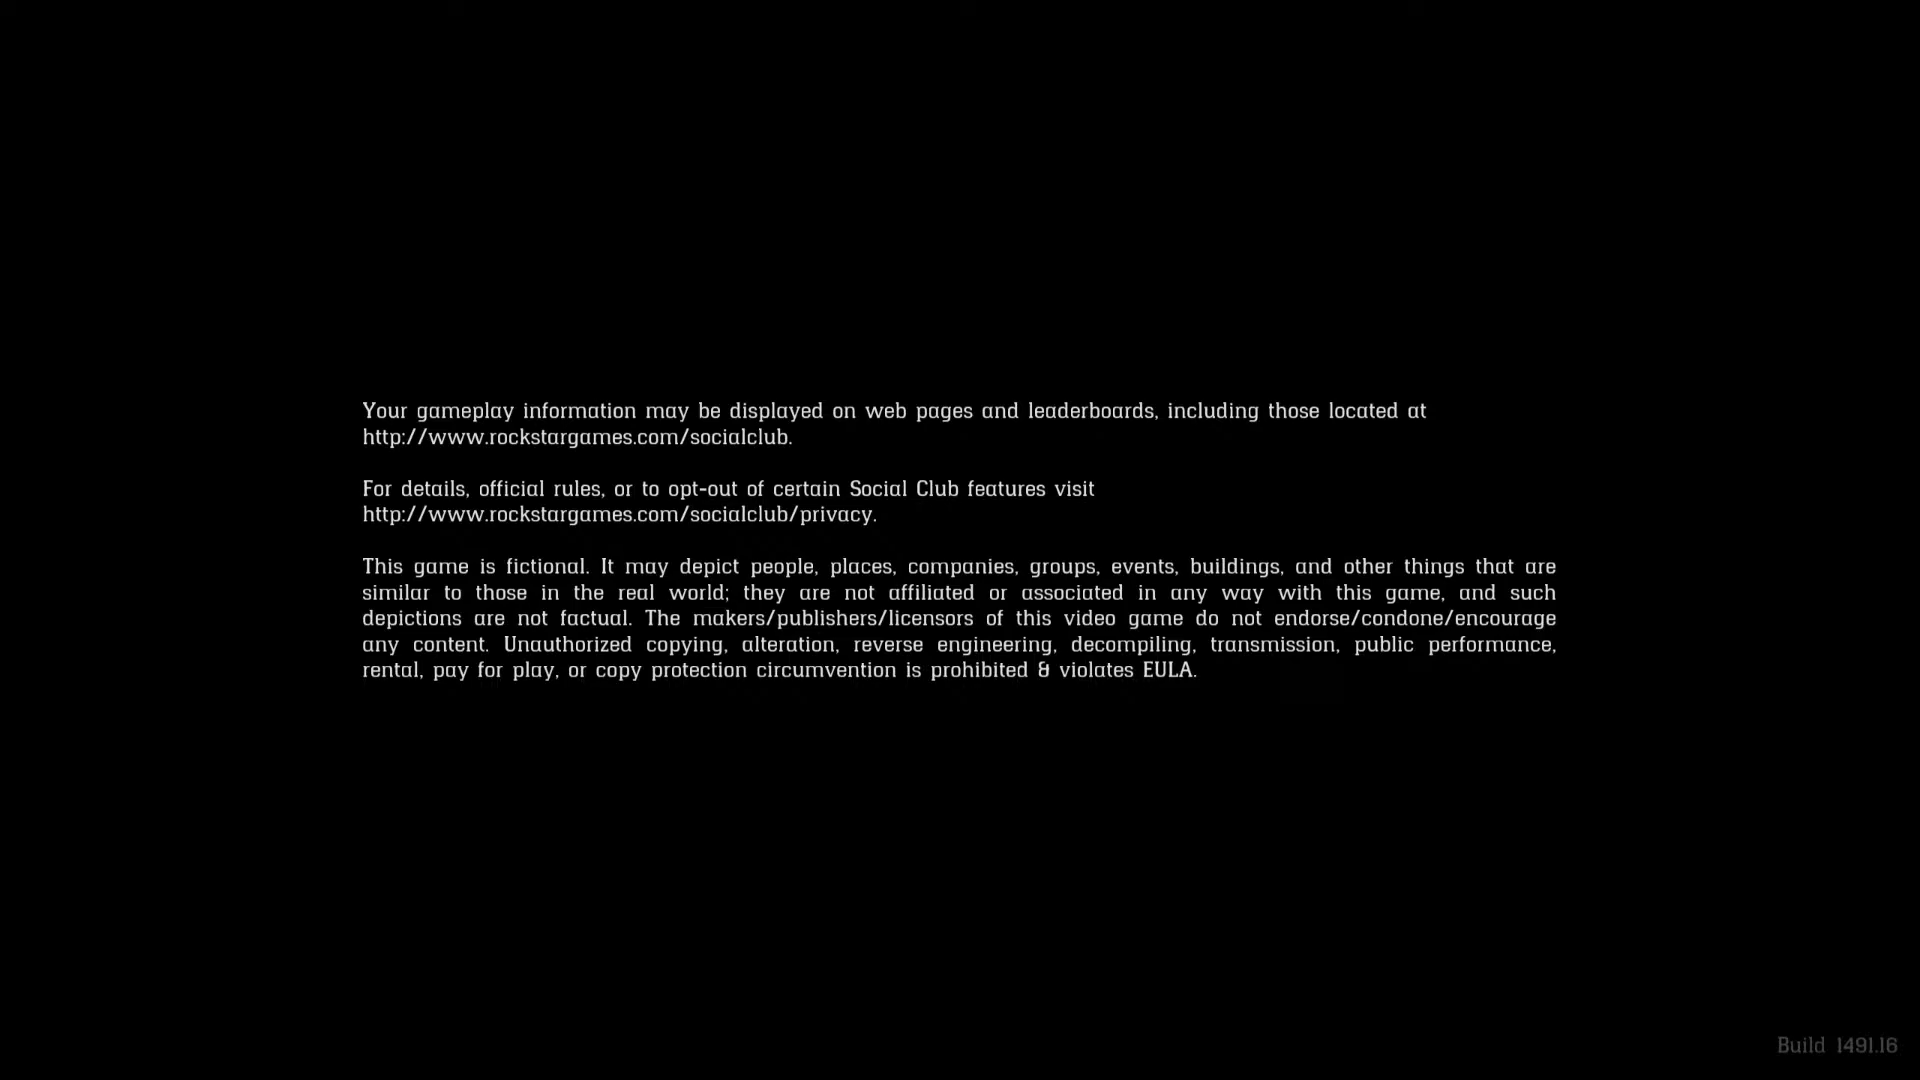 Your gameplay information may be displayed on web pages and leaderboards, including those located at
http://www.rockstargames.com/socialclub.
For details, official rules, or to opt-out of certain Social Club features visit
http://www.rockstargames.com/socialclub/privacy.
This game is fictional. It may depict people, places, companies, groups, events, buildings, and other things that are
similar to those in the real world; they are not affiliated or associated in any way with this game, and such
depictions are not factual. The makers/publishers/licensors of this video game do not endorse/condone/encourage
any content. Unauthorized copying, alteration, reverse engineering, decompiling, transmission, public performance,
rental, pay for play, or copy protection circumvention is prohibited & violates EULA.
Build 1491.16